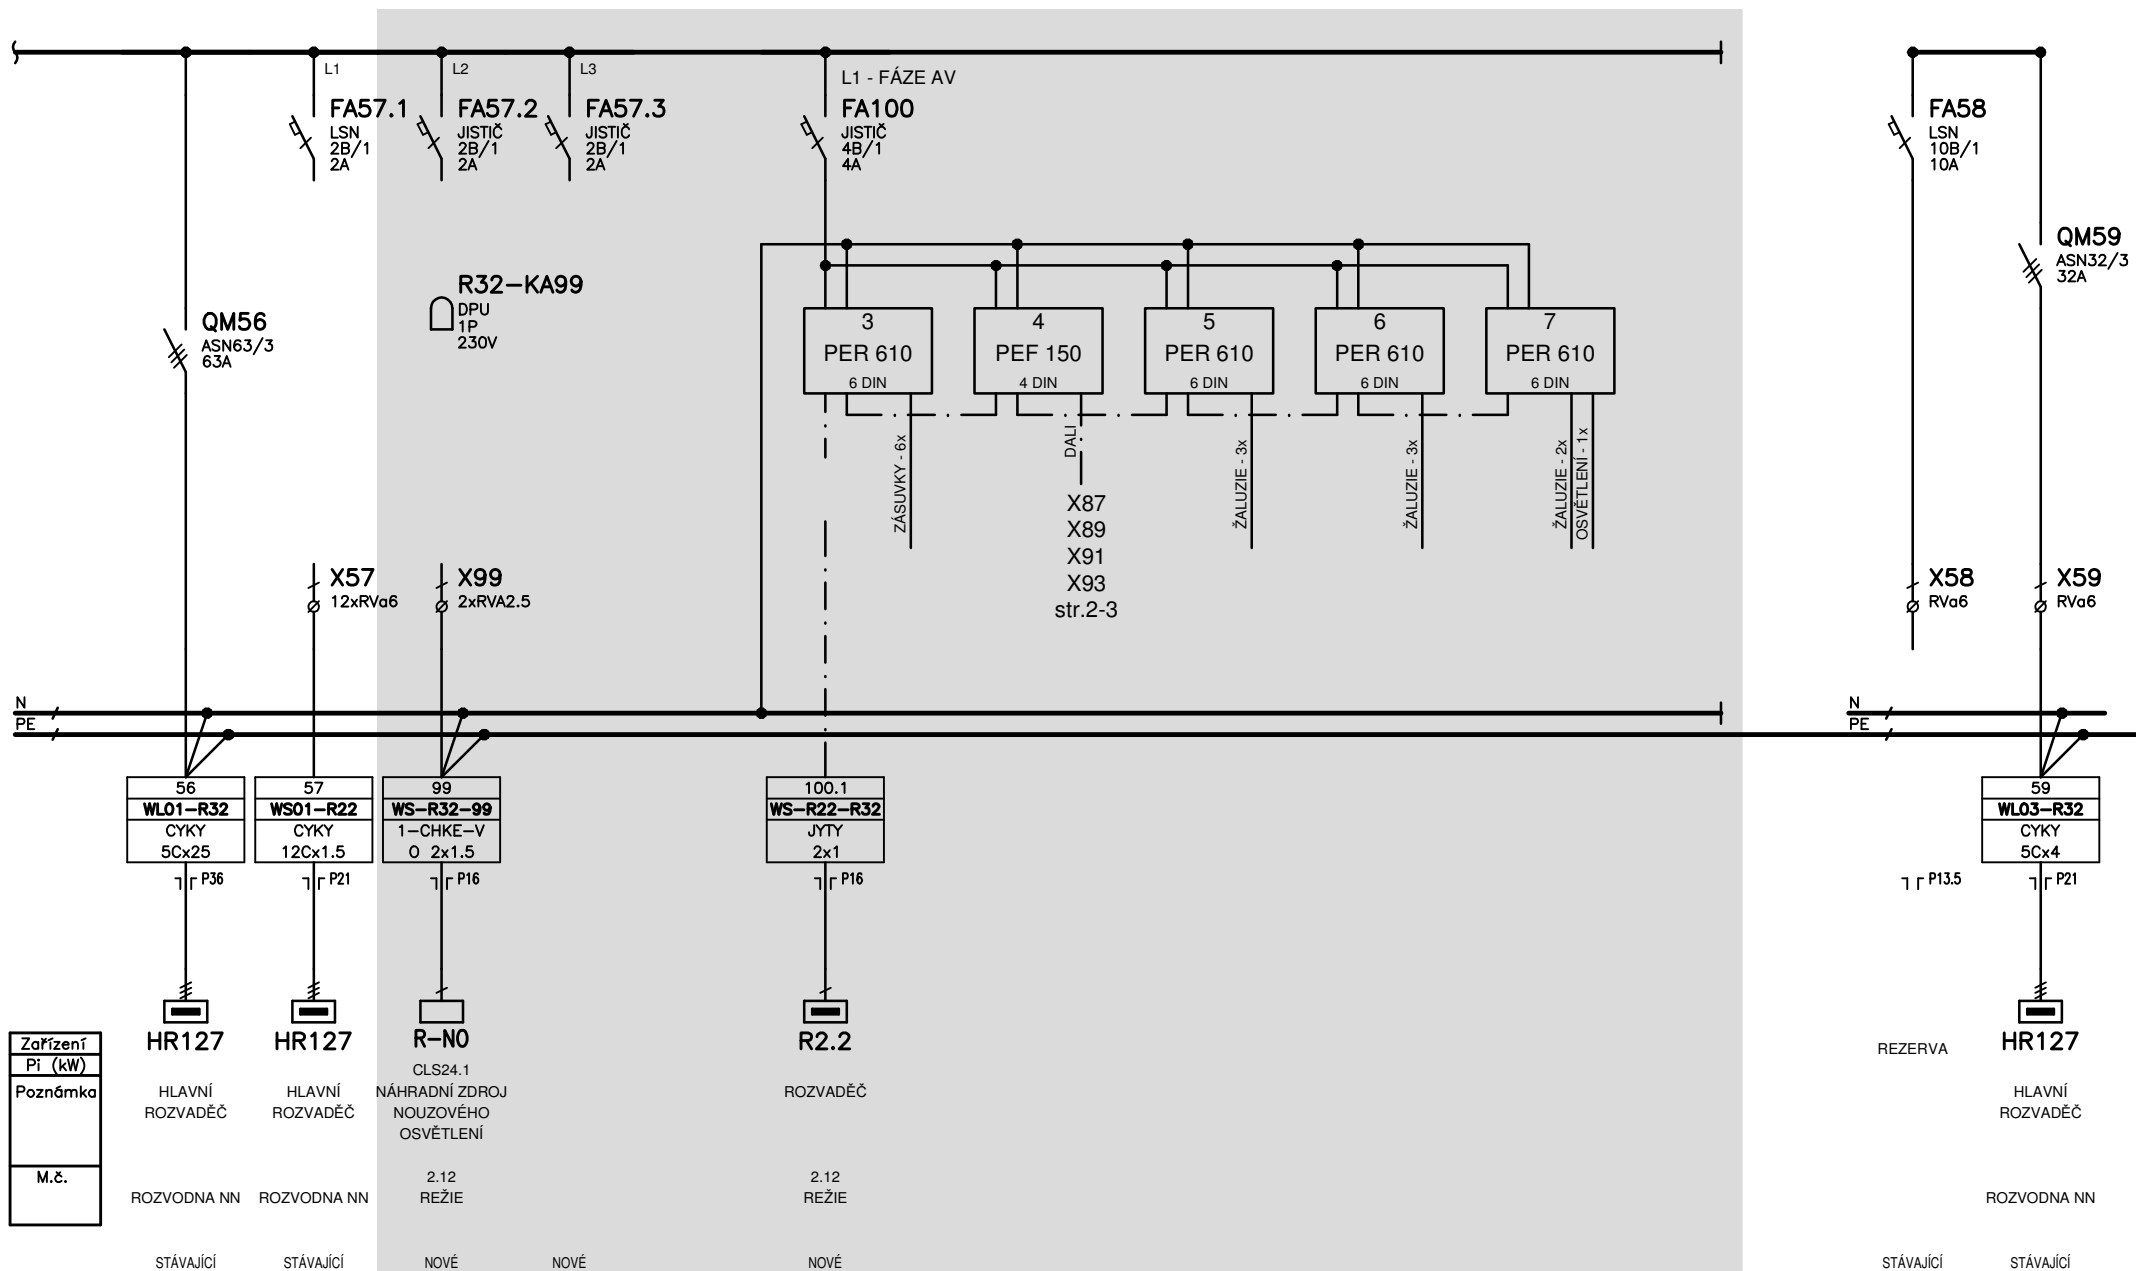 L1
L2
L3
L1 - FÁZE AV
FA57.1
LSN
2B/1
2A
FA57.2
JISTIČ
2B/1
2A
FA57.3
JISTIČ
2B/1
2A
FA100
JISTIČ
4B/1
4A
FA58
LSN
10B/1
10A
QM59
ASN32/3
32A
R32-KA99
DPU
1P
230V
QM56
ASN63/3
63A
3
PER 610
6 DIN
4
PEF 150
4 DIN
5
PER 610
6 DIN
6
PER 610
6 DIN
7
PER 610
6 DIN
ZÁSUVKY - 6x
DALI
ŽALUZIE - 3x
ŽALUZIE - 3x
ŽALUZIE - 2x
OSVĚTLENÍ - 1x
X87
X89
X91
X93
str.2-3
X57
12xRVa6
X99
2xRVA2.5
X58
RVa6
X59
RVa6
N
PE
N
PE
56
WL01-R32
CYKY
5Cx25
P36
57
WS01-R22
CYKY
12Cx1.5
P21
99
WS-R32-99
1-CHKE-V
O 2x1.5
P16
100.1
WS-R22-R32
JYTY
2x1
P16
P13.5
59
WL03-R32
CYKY
5Cx4
P21
Zařízení
Pi (kW)
Poznámka
M.č.
HR127
HLAVNÍ
ROZVADĚČ
ROZVODNA NN
STÁVAJÍCÍ
HR127
HLAVNÍ
ROZVADĚČ
ROZVODNA NN
STÁVAJÍCÍ
R-NO
CLS24.1
NÁHRADNÍ ZDROJ
NOUZOVÉHO
OSVĚTLENÍ
2.12
REŽIE
NOVÉ
NOVÉ
R2.2
ROZVADĚČ
2.12
REŽIE
NOVÉ
REZERVA
STÁVAJÍCÍ
HR127
HLAVNÍ
ROZVADĚČ
ROZVODNA NN
STÁVAJÍCÍ